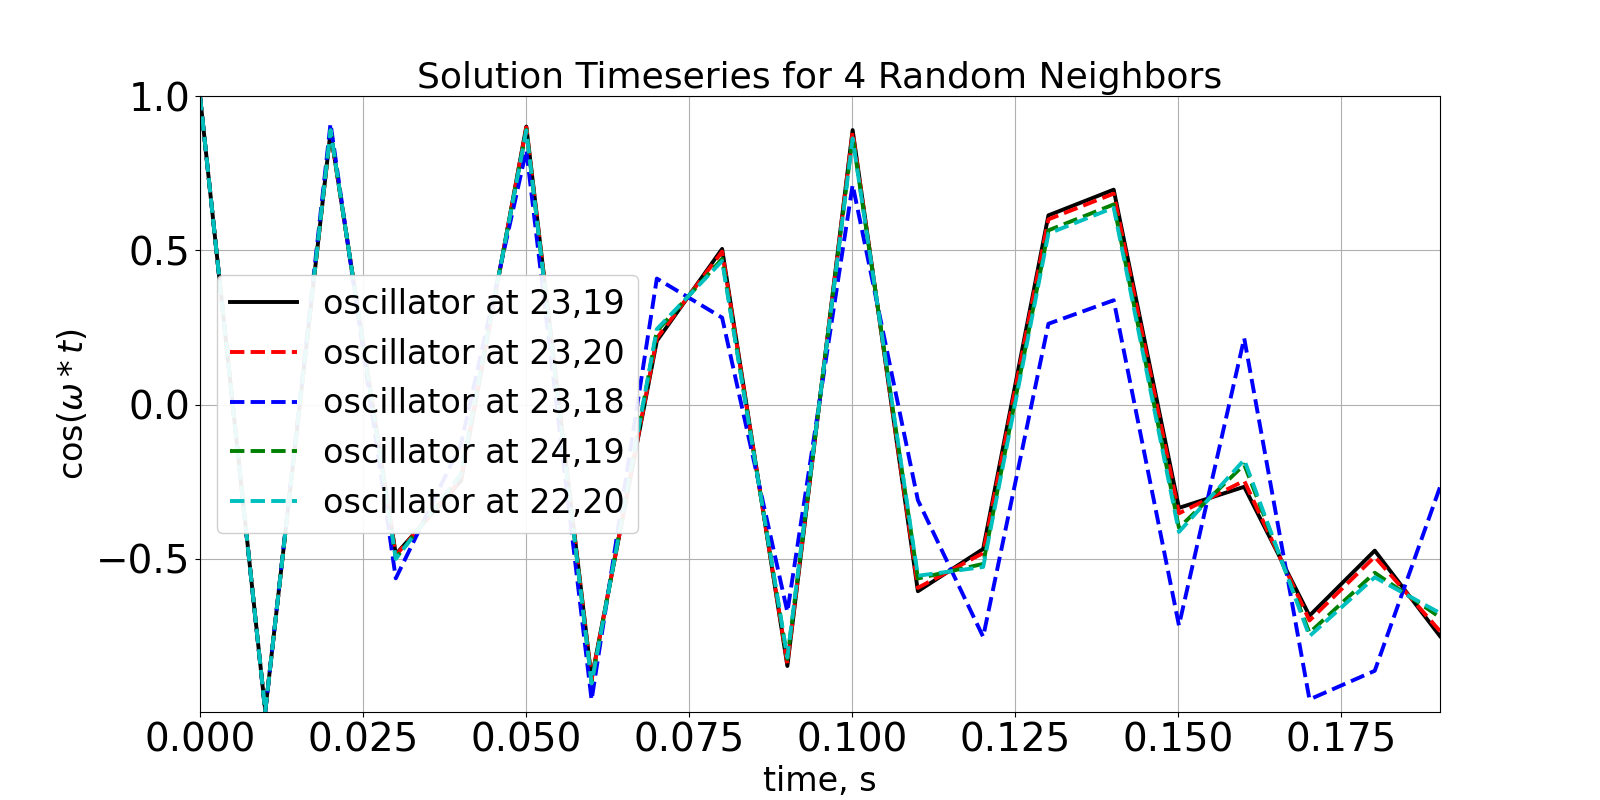 Solution Timeseries for 4 Random Neighbors
1.0
0.5
0.0
−0.5
cos(ω * t)
oscillator at 23,19
oscillator at 23,20
oscillator at 23,18
oscillator at 24,19
oscillator at 22,20
0.000 0.025 0.050 0.075 0.100 0.125 0.150 0.175
time, s